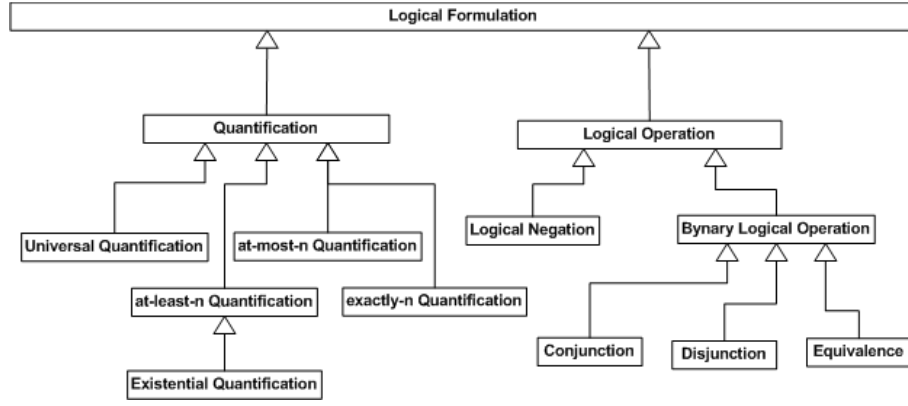 Logical Formulation
Quantification
Logical Operation
Universal Quantification
at-most-n Quantification
Logical Negation
Bynary Logical Operation
at-least-n Quantification
exactly-n Quantification
Conjunction
Disjunction
Equivalence
Existential Quantification